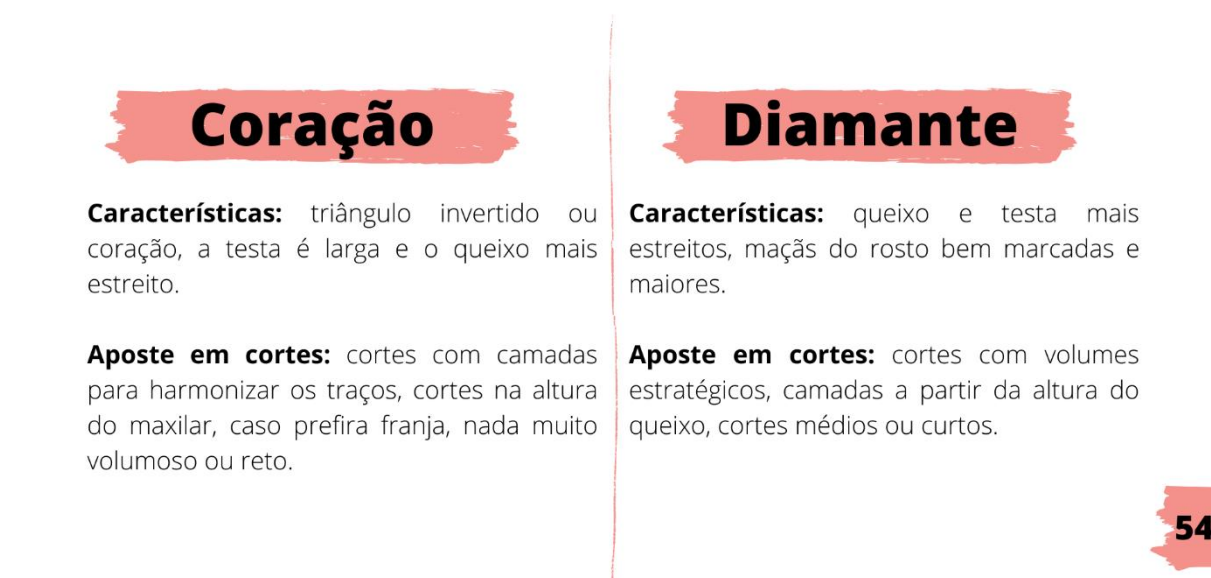 Coração
Características: triângulo invertido ou
coração, a testa é larga e o queixo mais
estreito.
Aposte em cortes: cortes com camadas
para harmonizar os traços, cortes na altura
do maxilar, caso prefira franja, nada muito
volumoso ou reto.
Diamante
Características: queixo e testa mais
estreitos, maçãs do rosto bem marcadas e
maiores.
Aposte em cortes: cortes com volumes
estratégicos, camadas a partir da altura do
queixo, cortes médios ou curtos.
54